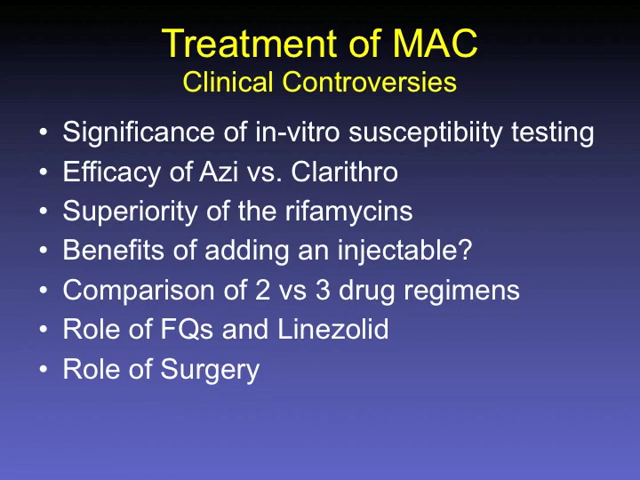 Treatment of MAC
Clinical Controversies
• Significance of in-vitro susceptibiity testing
• Efficacy of Azi vs. Clarithro
• Superiority of the rifamycins
• Benefits of adding an injectable?
• Comparison of 2 vs 3 drug regimens
• Role of FQs and Linezolid
• Role of Surgery